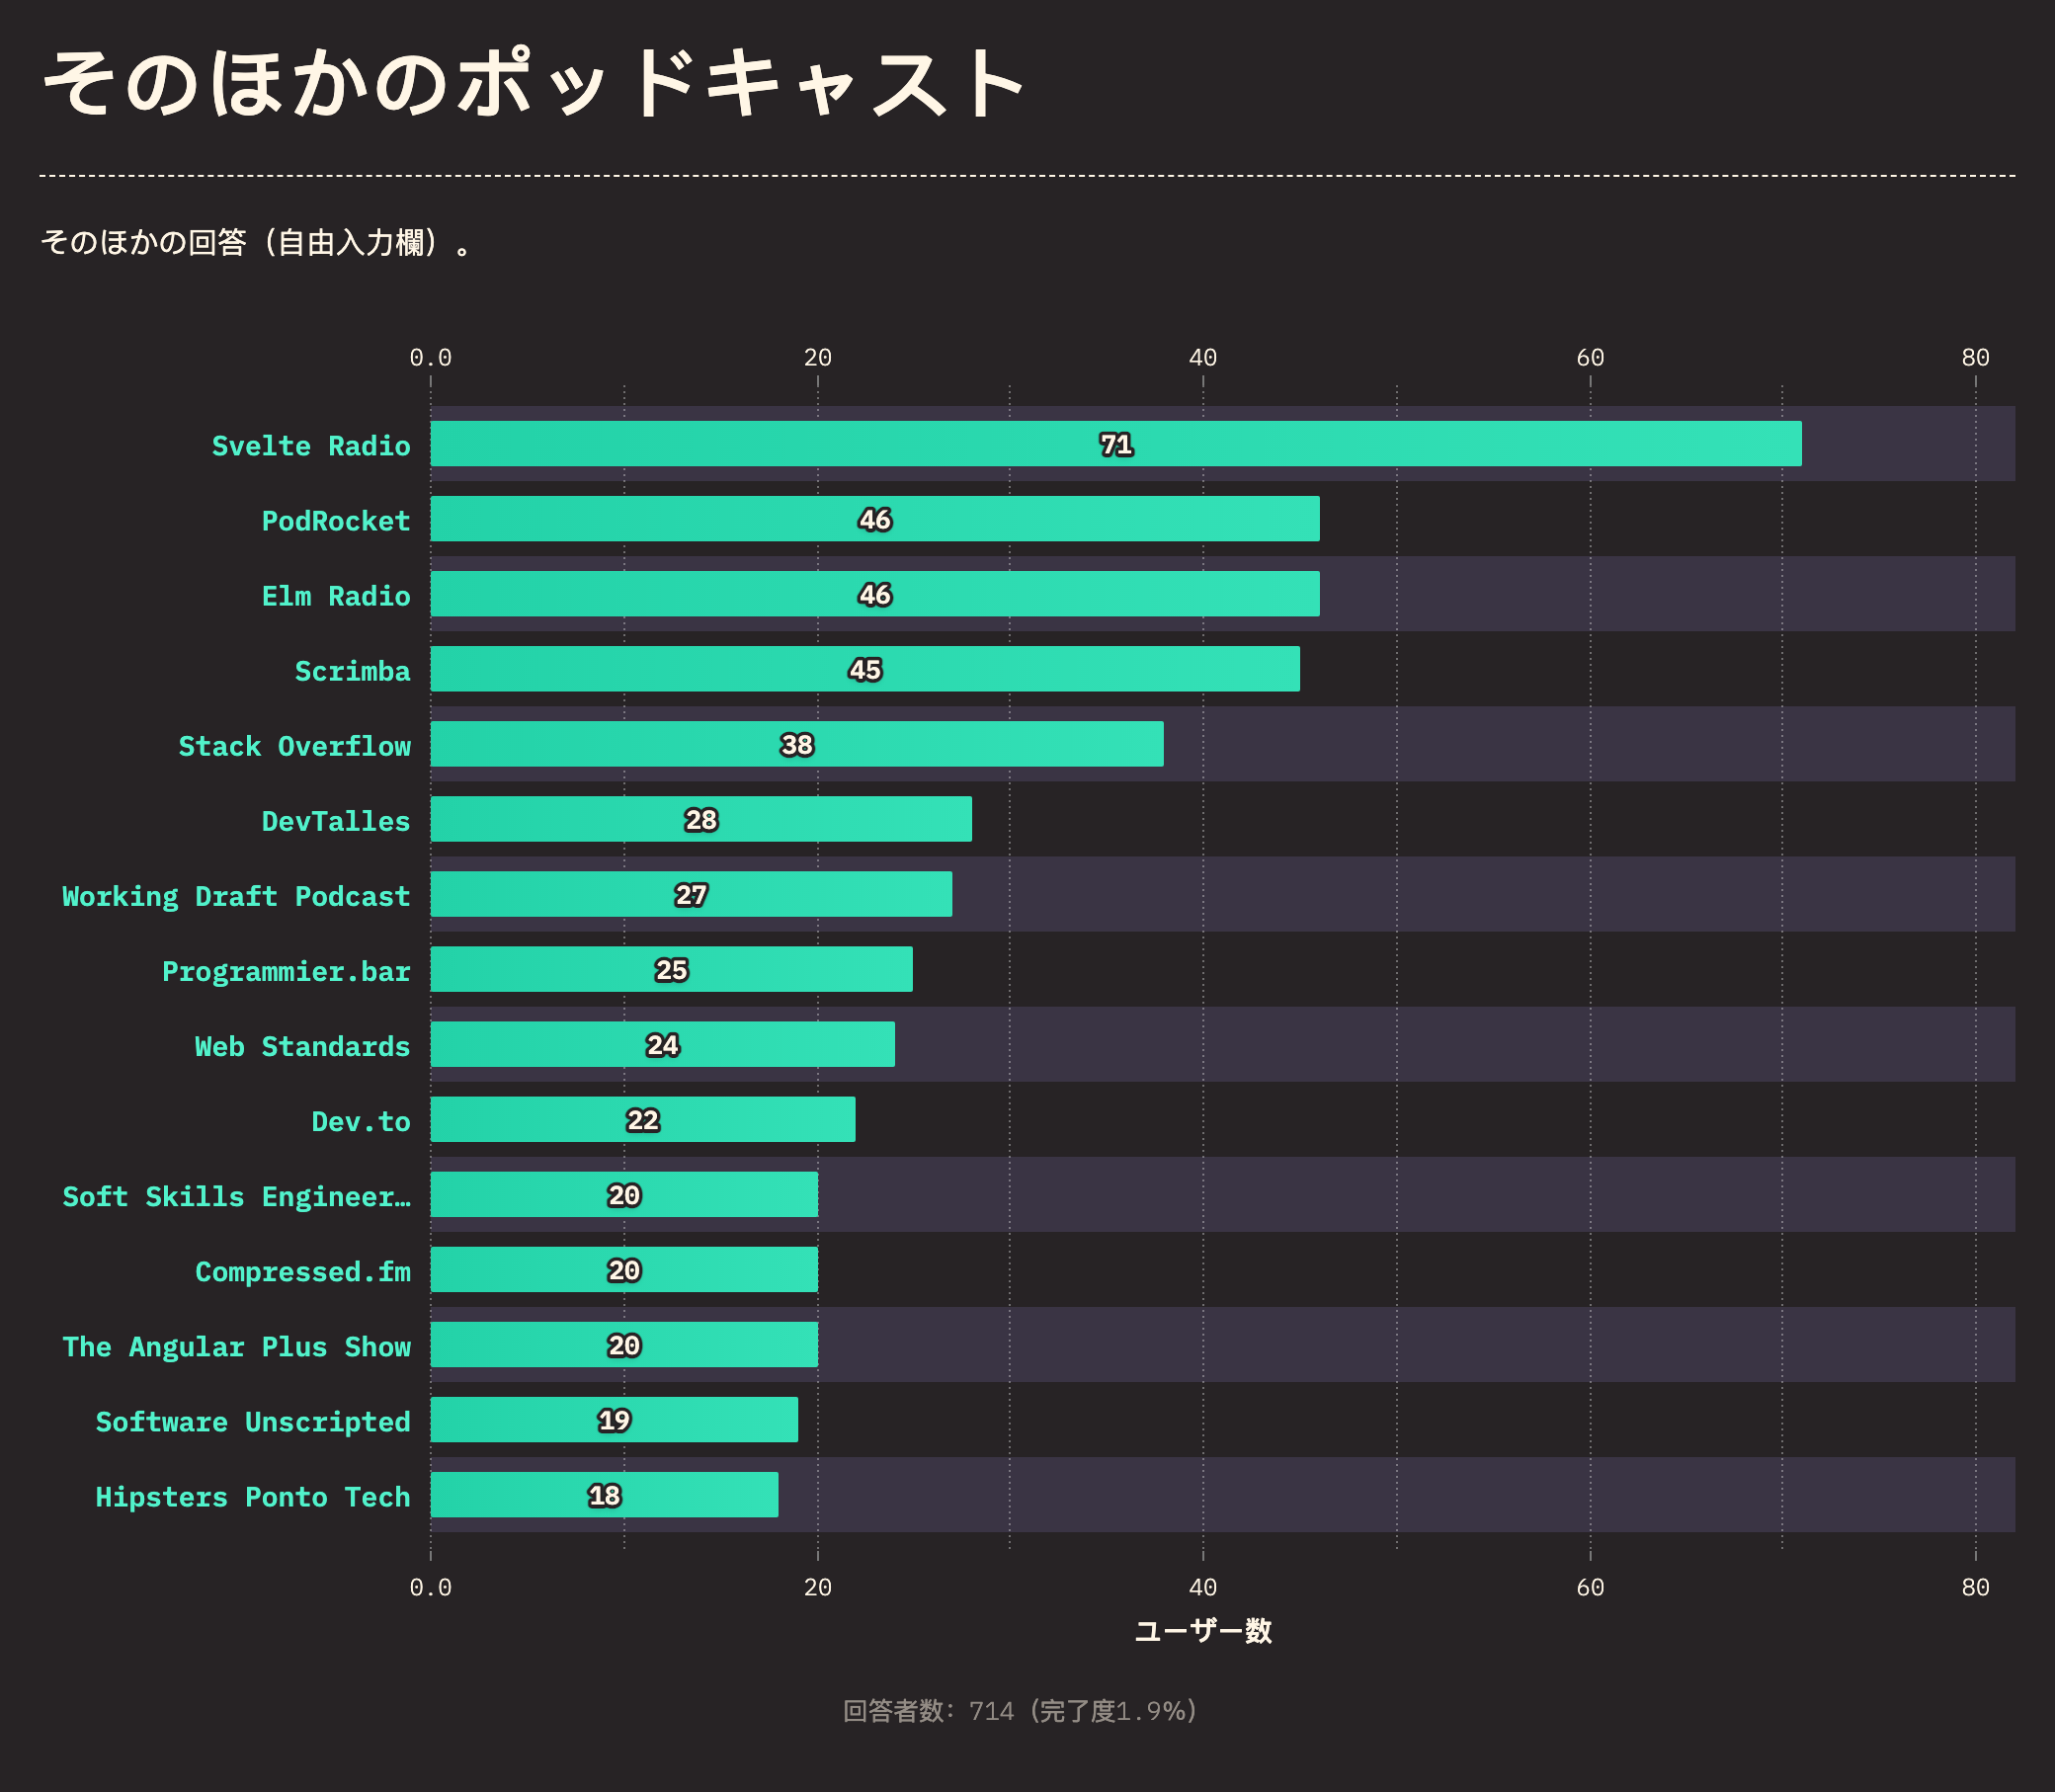 そのほかのポッドキャスト
そのほかの回答（自由入力欄）。
0.0 20 40 60 80
Svelte Radio 71
PodRocket 46
Elm Radio 46
Scrimba 45
Stack Overflow 38
DevTalles 28
Working Draft Podcast 27
Programmier.bar 25
Web Standards 24
Dev.to 22
Soft Skills Engineer… 20
Compressed.fm 20
The Angular Plus Show 20
Software Unscripted 19
Hipsters Ponto Tech 18
0.0 20 40 60 80
ユーザー数
回答者数: 714 (完了度1.9%)